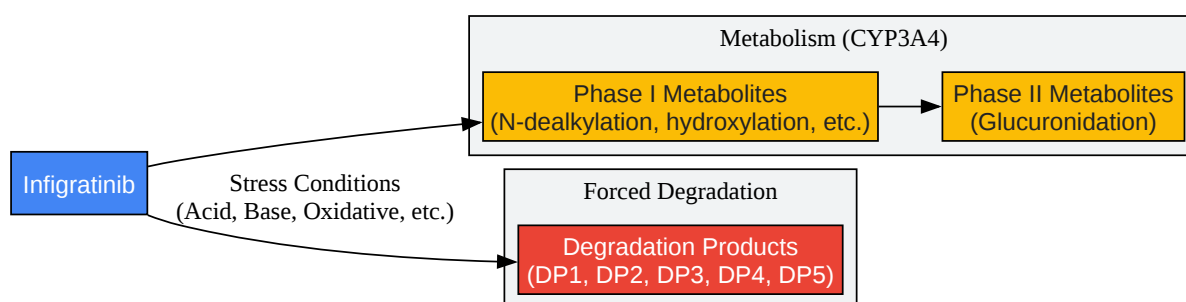 Metabolism (CYP3A4)
Phase I Metabolites
(N-dealkylation, hydroxylation, etc.)
Phase II Metabolites
(Glucuronidation)
Infigratinib
Stress Conditions
(Acid, Base, Oxidative, etc.)
Forced Degradation
Degradation Products
(DP1, DP2, DP3, DP4, DP5)